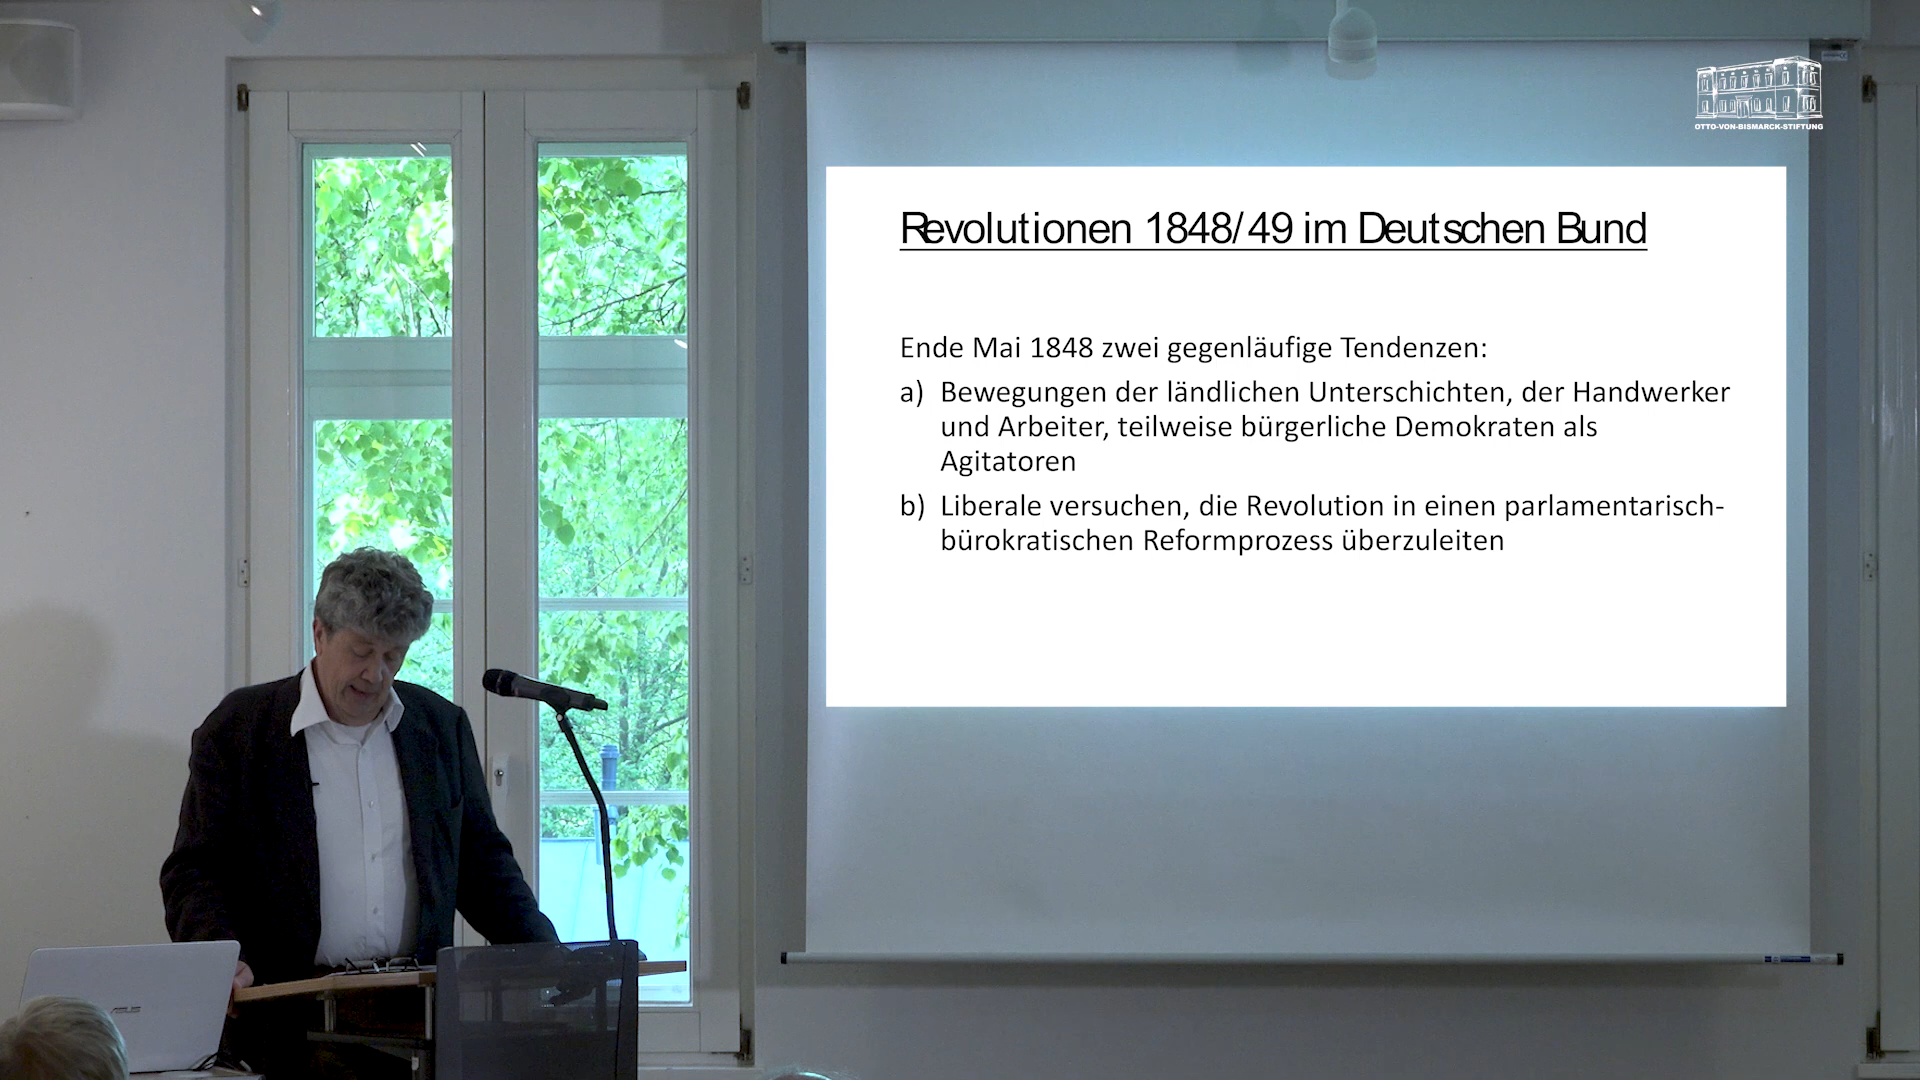 OTTO-VON-BISMARCK-STIFTUNG
Revolutionen 1848/49 im Deutschen Bund
Ende Mai 1848 zwei gegenläufige Tendenzen:
a) Bewegungen der ländlichen Unterschichten, der Handwerker
und Arbeiter, teilweise bürgerliche Demokraten als
Agitatoren
b) Liberale versuchen, die Revolution in einen parlamentarisch-
bürokratischen Reformprozess überzuleiten
ASUS